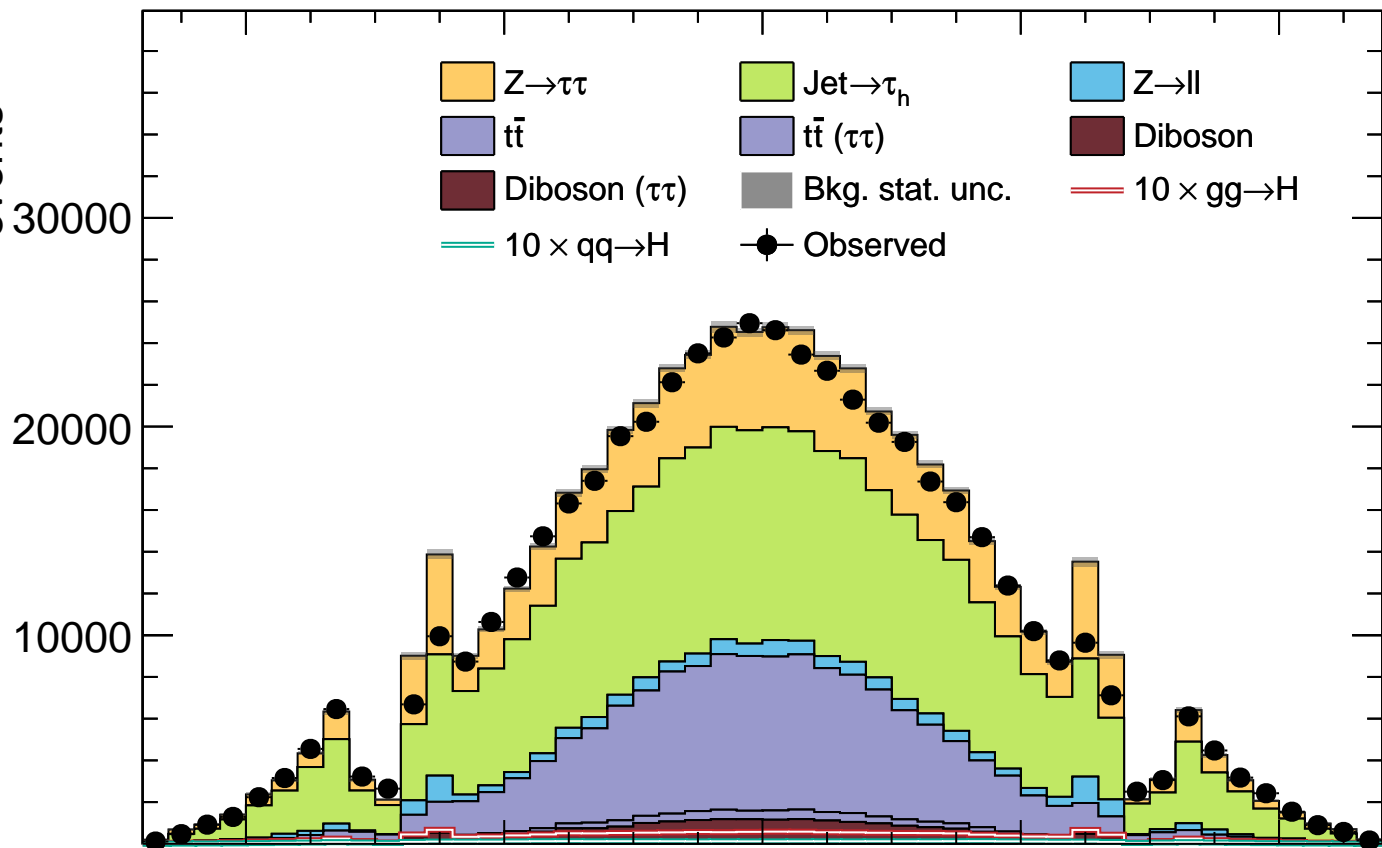 Z→ττ Jet→τh Z→ll
tt̄ tt̄ (ττ) Diboson
Diboson (ττ) Bkg. stat. unc. 10 × gg→H
10 × qq→H Observed
30000
20000
10000